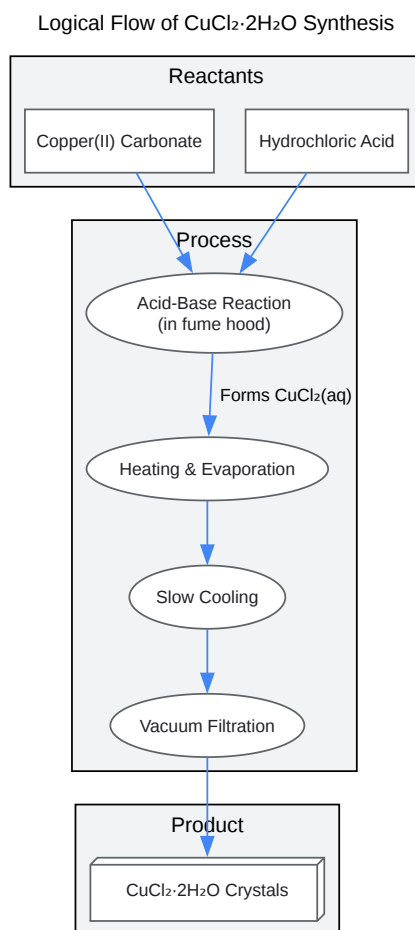 Logical Flow of CuCl₂·2H₂O Synthesis
Reactants
Copper(II) Carbonate
Hydrochloric Acid
Process
Acid-Base Reaction
(in fume hood)
Forms CuCl₂(aq)
Heating & Evaporation
Slow Cooling
Vacuum Filtration
Product
CuCl₂·2H₂O Crystals